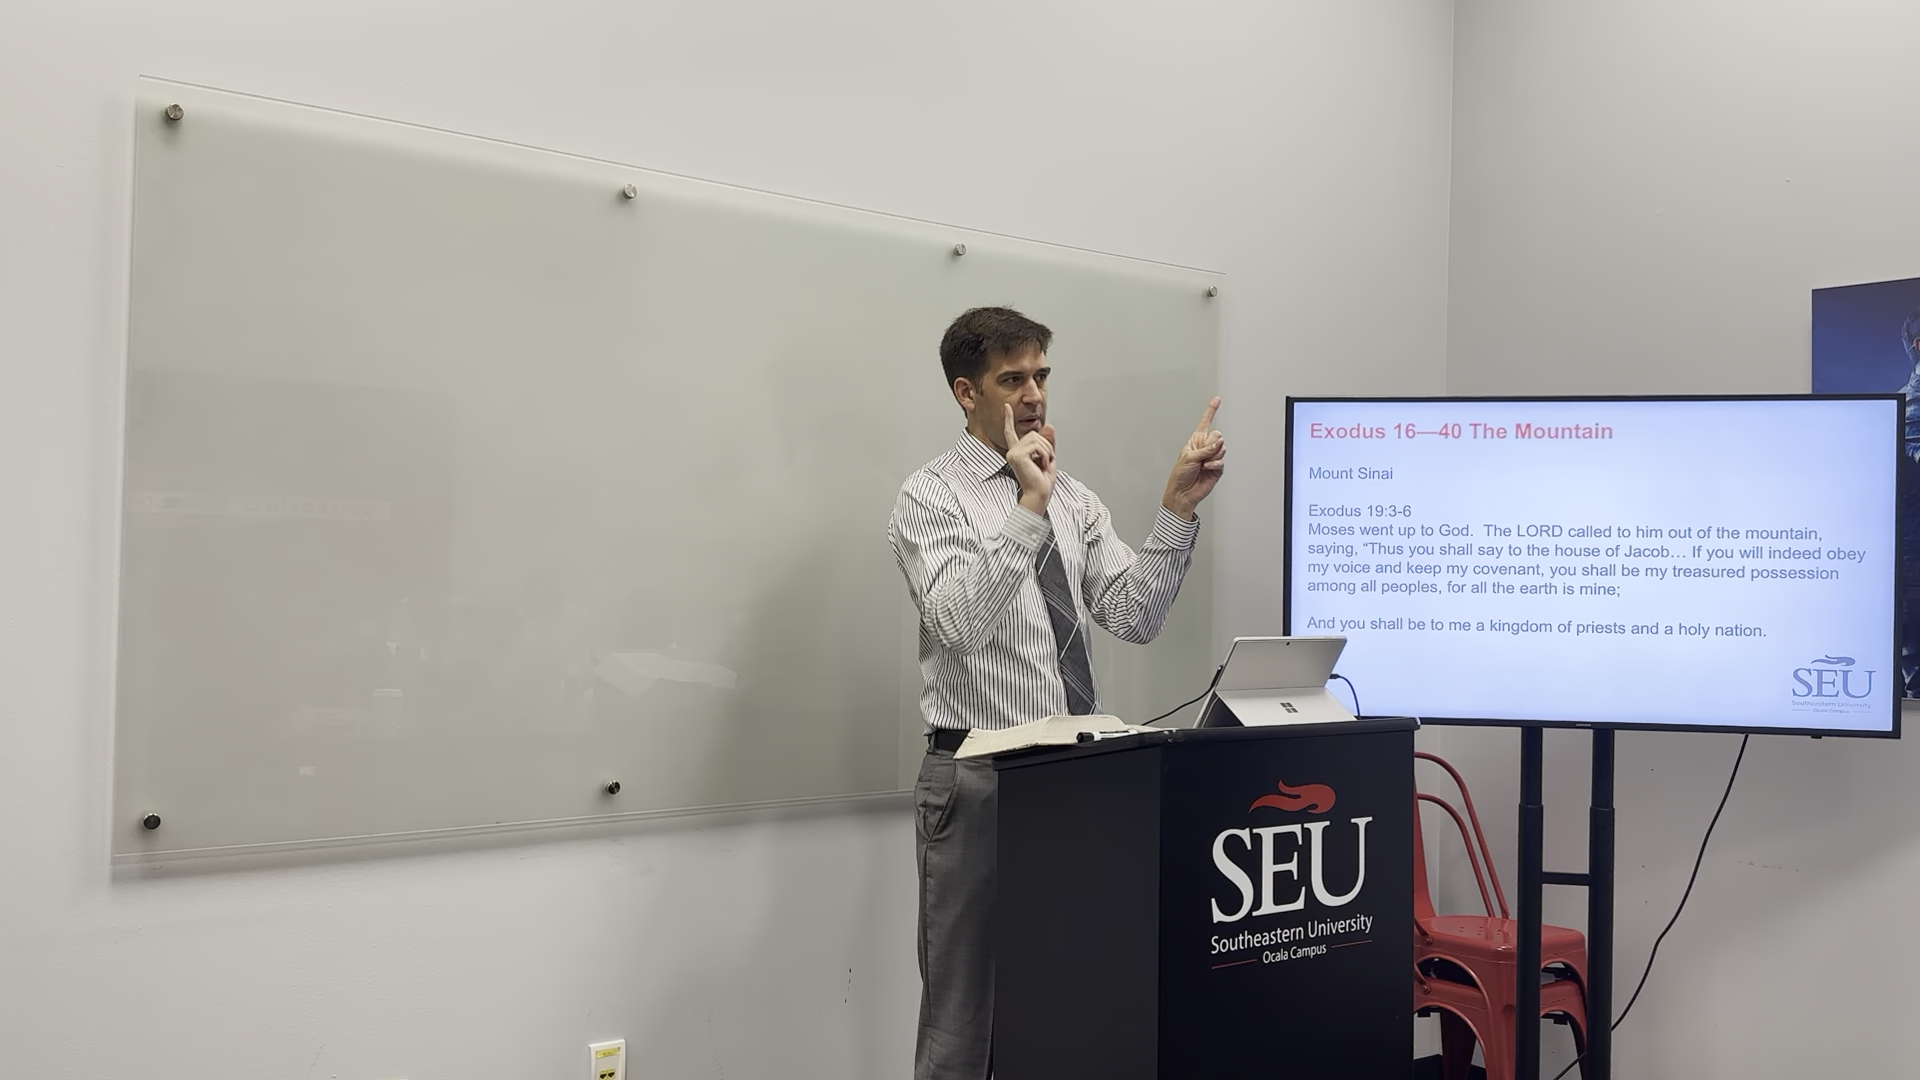 Exodus 16—40 The Mountain
Mount Sinai
Exodus 19:3-6
Moses went up to God. The LORD called to him out of the mountain,
saying, “Thus you shall say to the house of Jacob… If you will indeed obey
my voice and keep my covenant, you shall be my treasured possession
among all peoples, for all the earth is mine;
And you shall be to me a kingdom of priests and a holy nation.
SEU
Southeastern University
Ocala Campus
SEU
Southeastern University
Ocala Campus